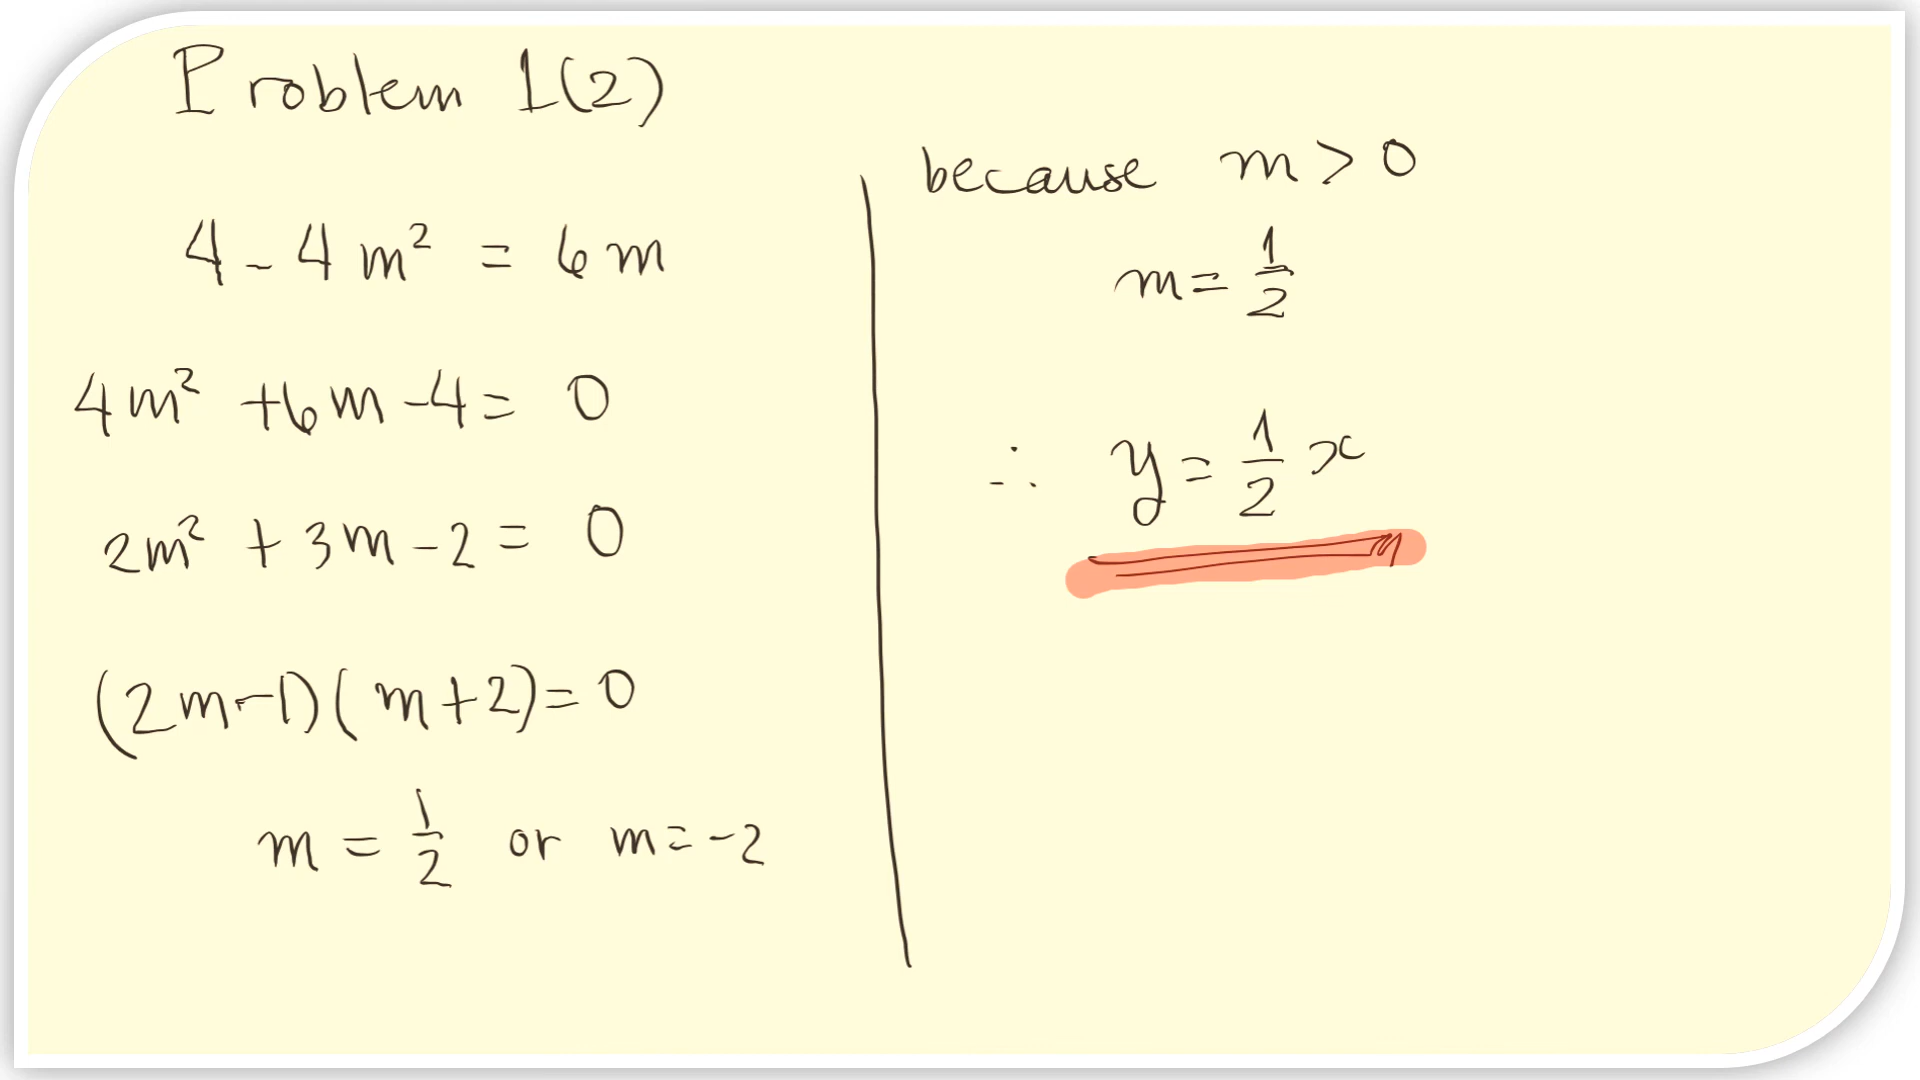 Problem 1(2)
4 - 4m² = 6m
4m² + 6m - 4 = 0
2m² + 3m - 2 = 0
(2m-1)(m+2) = 0
m = 1/2 or m = -2
because m > 0
m = 1/2
∴ y = 1/2 x